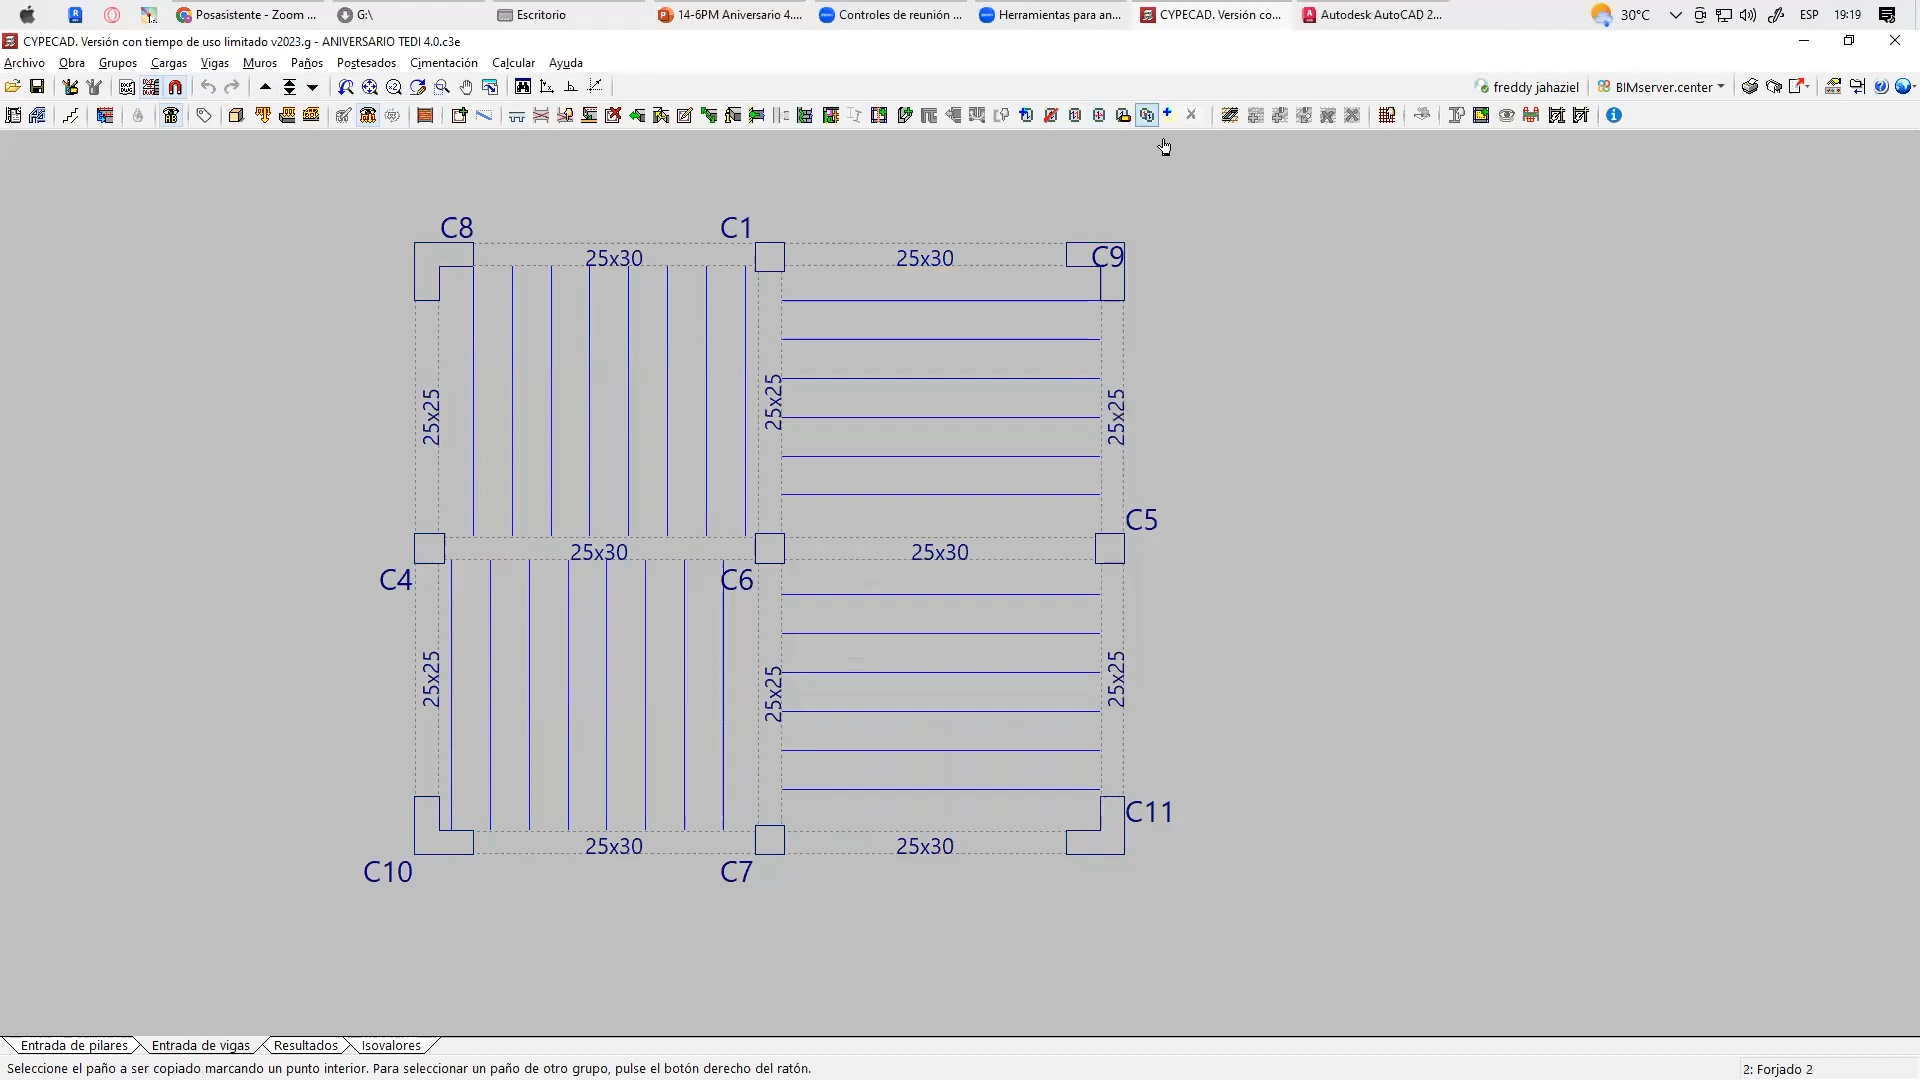 Posasistente - Zoom ...
G:\
Escritorio
14-6PM Aniversario 4....
Controles de reunión ...
Herramientas para an...
CYPECAD. Versión co...
Autodesk AutoCAD 2...
30°C
ESP
19:19
CYPECAD. Versión con tiempo de uso limitado v2023.g - ANIVERSARIO TEDI 4.0.c3e
Archivo Obra Grupos Cargas Vigas Muros Paños Postesados Cimentación Calcular Ayuda
freddy jahaziel
BIMserver.center
C8
C1
C9
25x30
25x30
25x25
25x25
25x25
C5
25x30
25x30
C4
C6
25x25
25x25
25x25
C11
25x30
25x30
C10
C7
Entrada de pilares
Entrada de vigas
Resultados
Isovalores
Seleccione el paño a ser copiado marcando un punto interior. Para seleccionar un paño de otro grupo, pulse el botón derecho del ratón.
2: Forjado 2